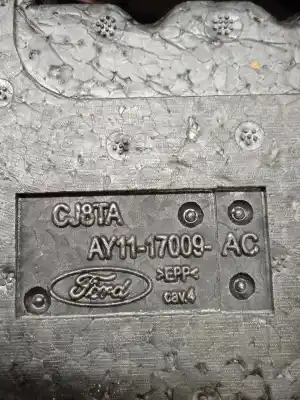 CJ8TA
AY11-17009-AC
Ford
>EPP<
cav.4